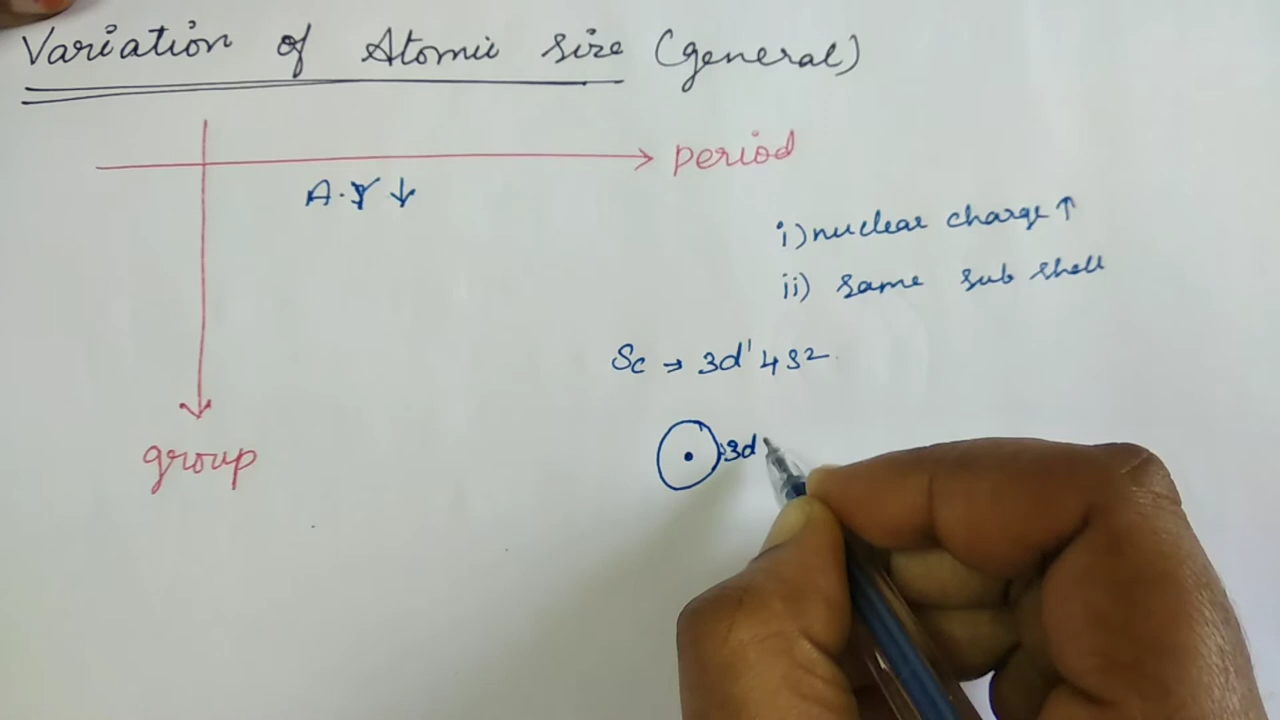 Variation of Atomic size (general)
period
A.r ↓
i) nuclear charge ↑
ii) same sub shell
Sc → 3d¹ 4s²
3d
group